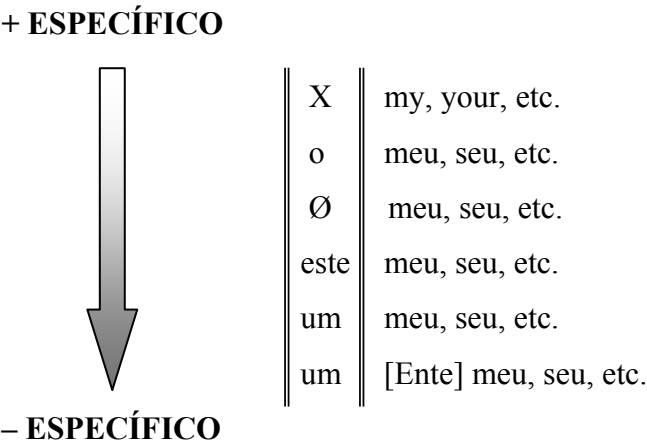 + ESPECÍFICO
X my, your, etc.
o meu, seu, etc.
Ø meu, seu, etc.
este meu, seu, etc.
um meu, seu, etc.
um [Ente] meu, seu, etc.
– ESPECÍFICO